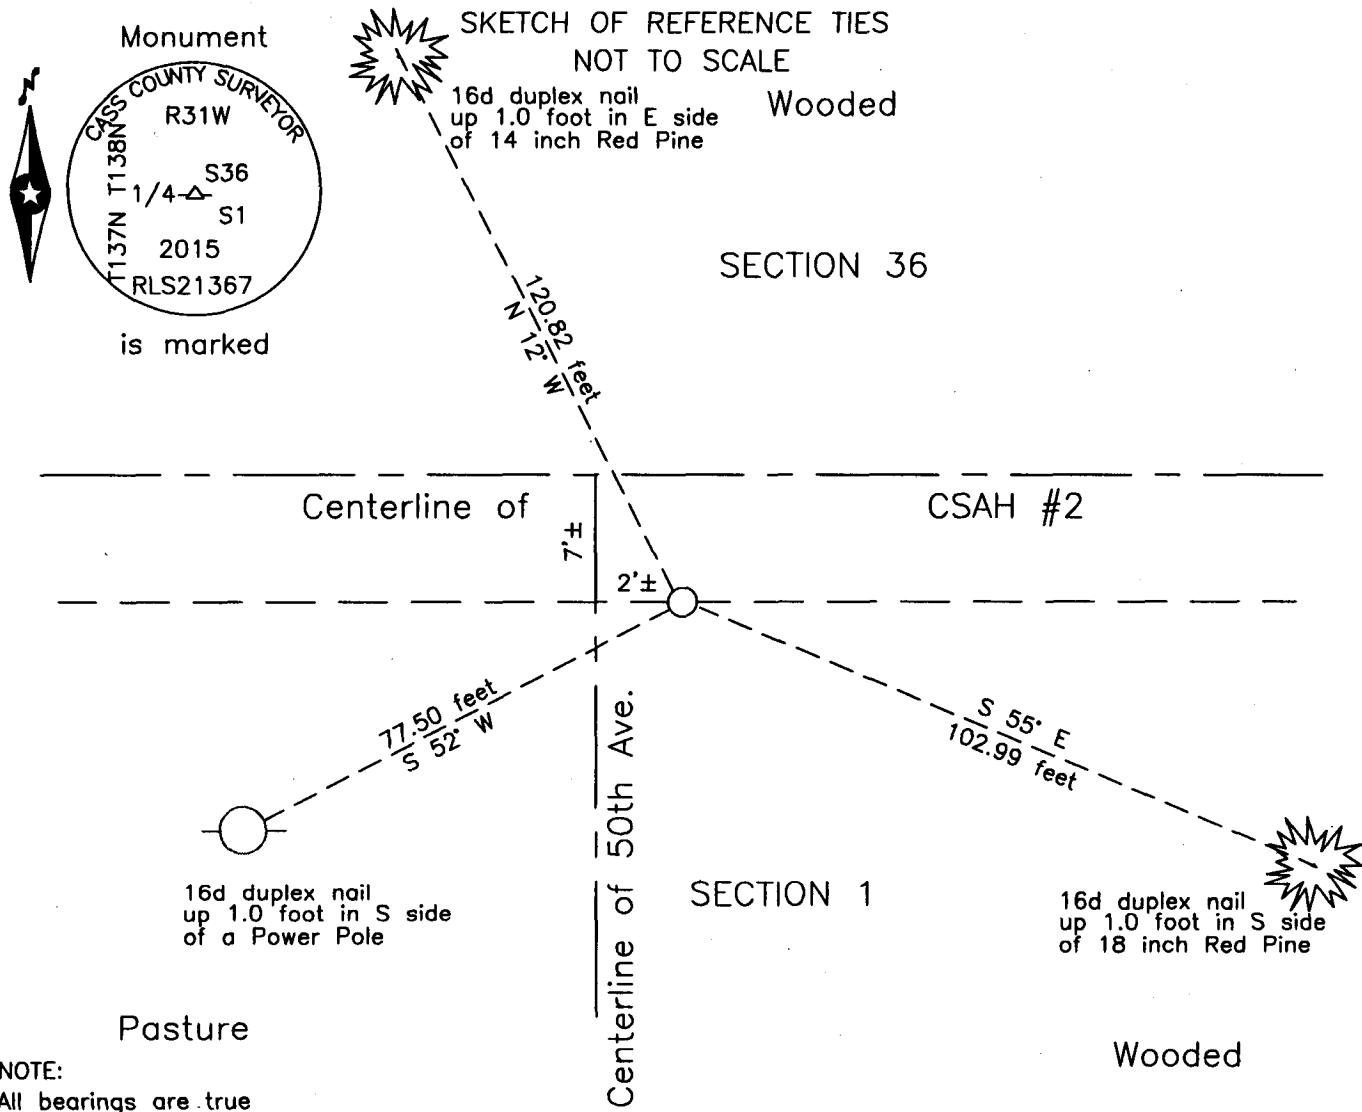 SKETCH OF REFERENCE TIES
NOT TO SCALE
Monument
N
CASS COUNTY SURVEYOR
R31W
T137N T138N
1/4
S36
S1
2015
RLS21367
is marked
16d duplex nail
up 1.0 foot in E side
of 14 inch Red Pine
Wooded
SECTION 36
120.82 feet
N 12° W
Centerline of
CSAH #2
7'±
2'±
77.50 feet
S 52° W
S 55° E
102.99 feet
Centerline of 50th Ave.
16d duplex nail
up 1.0 foot in S side
of a Power Pole
SECTION 1
16d duplex nail
up 1.0 foot in S side
of 18 inch Red Pine
Pasture
Wooded
NOTE:
All bearings are true